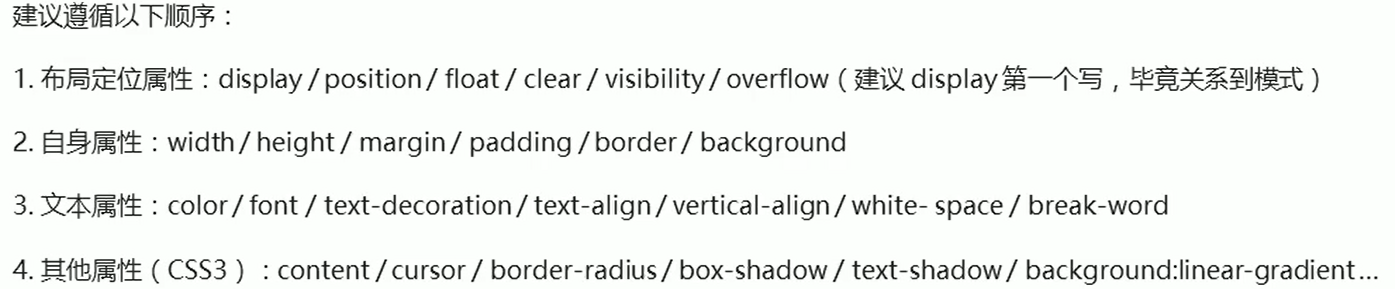 建议遵循以下顺序：
1. 布局定位属性：display / position / float / clear / visibility / overflow（建议 display 第一个写，毕竟关系到模式）
2. 自身属性：width / height / margin / padding / border / background
3. 文本属性：color / font / text-decoration / text-align / vertical-align / white- space / break-word
4. 其他属性（CSS3）：content / cursor / border-radius / box-shadow / text-shadow / background:linear-gradient…